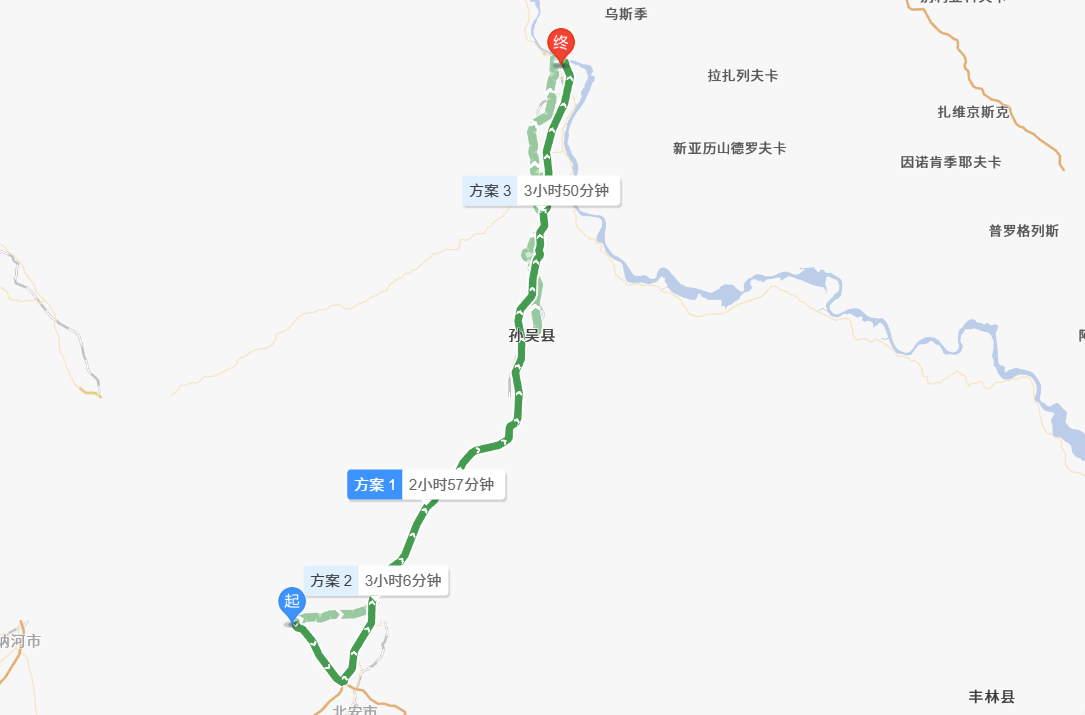 乌斯季
终
拉扎列夫卡
扎维京斯克
新亚历山德罗夫卡
因诺肯季耶夫卡
方案 3 3小时50分钟
普罗格列斯
孙吴县
方案 1 2小时57分钟
方案 2 3小时6分钟
起
讷河市
丰林县
北安市